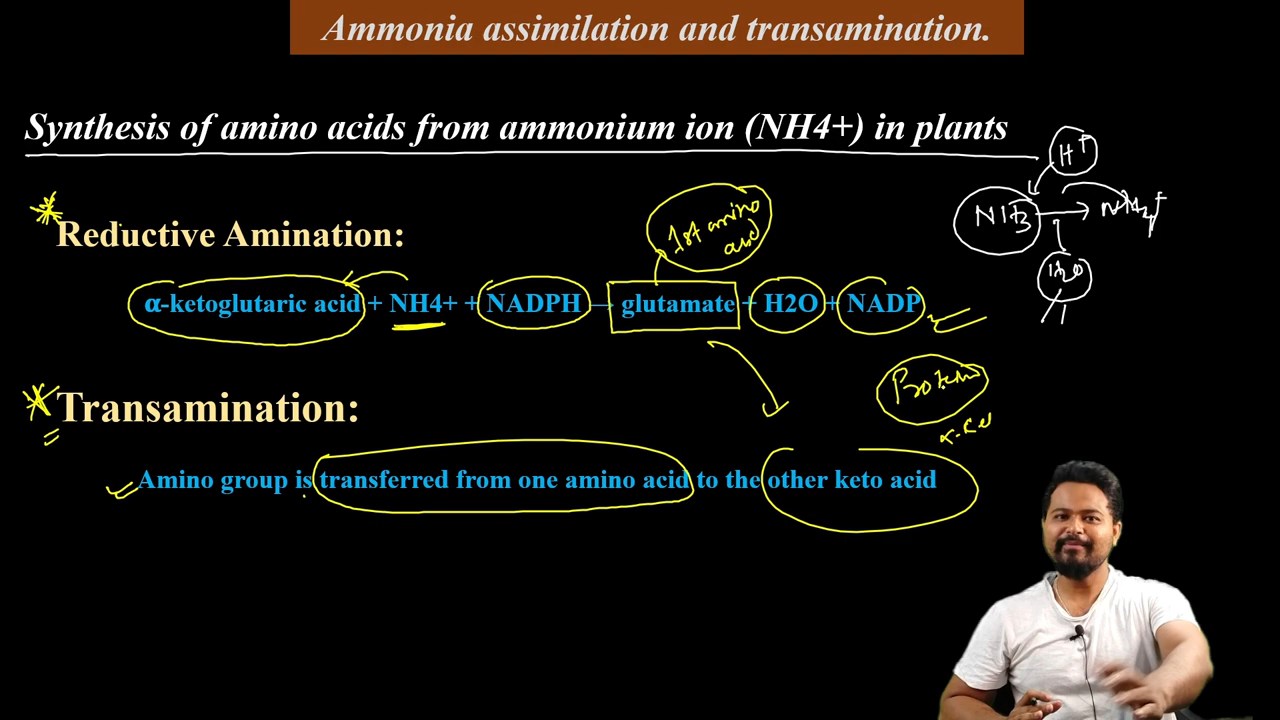 Ammonia assimilation and transamination.
Synthesis of amino acids from ammonium ion (NH4+) in plants
H+
NH3
H2O
Reductive Amination:
1st amino
acid
α-ketoglutaric acid + NH4+ + NADPH → glutamate + H2O + NADP
Protein
Transamination:
Amino group is transferred from one amino acid to the other keto acid